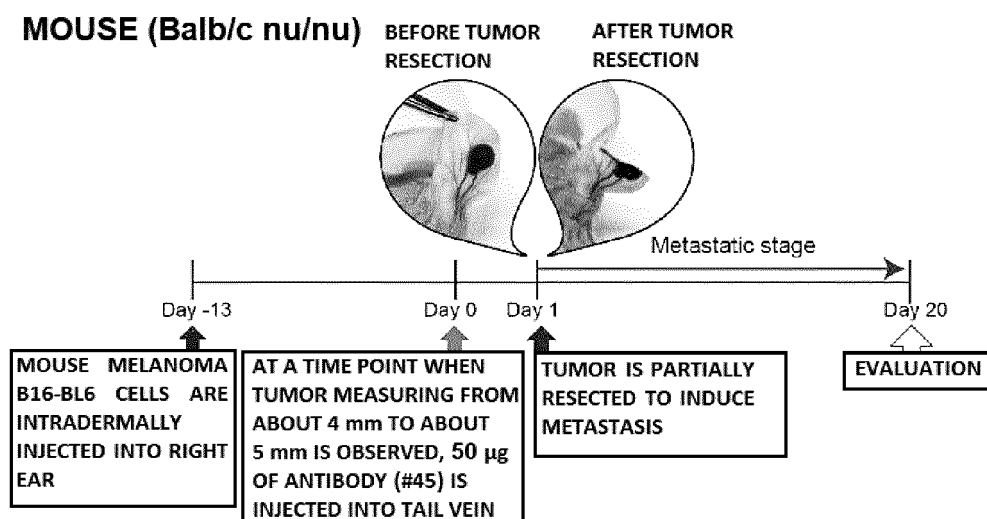 MOUSE (Balb/c nu/nu)
BEFORE TUMOR
RESECTION
AFTER TUMOR
RESECTION
Metastatic stage
Day -13
Day 0
Day 1
Day 20
MOUSE MELANOMA
B16-BL6 CELLS ARE
INTRADERMALLY
INJECTED INTO RIGHT
EAR
AT A TIME POINT WHEN
TUMOR MEASURING FROM
ABOUT 4 mm TO ABOUT
5 mm IS OBSERVED, 50 µg
OF ANTIBODY (#45) IS
INJECTED INTO TAIL VEIN
TUMOR IS PARTIALLY
RESECTED TO INDUCE
METASTASIS
EVALUATION